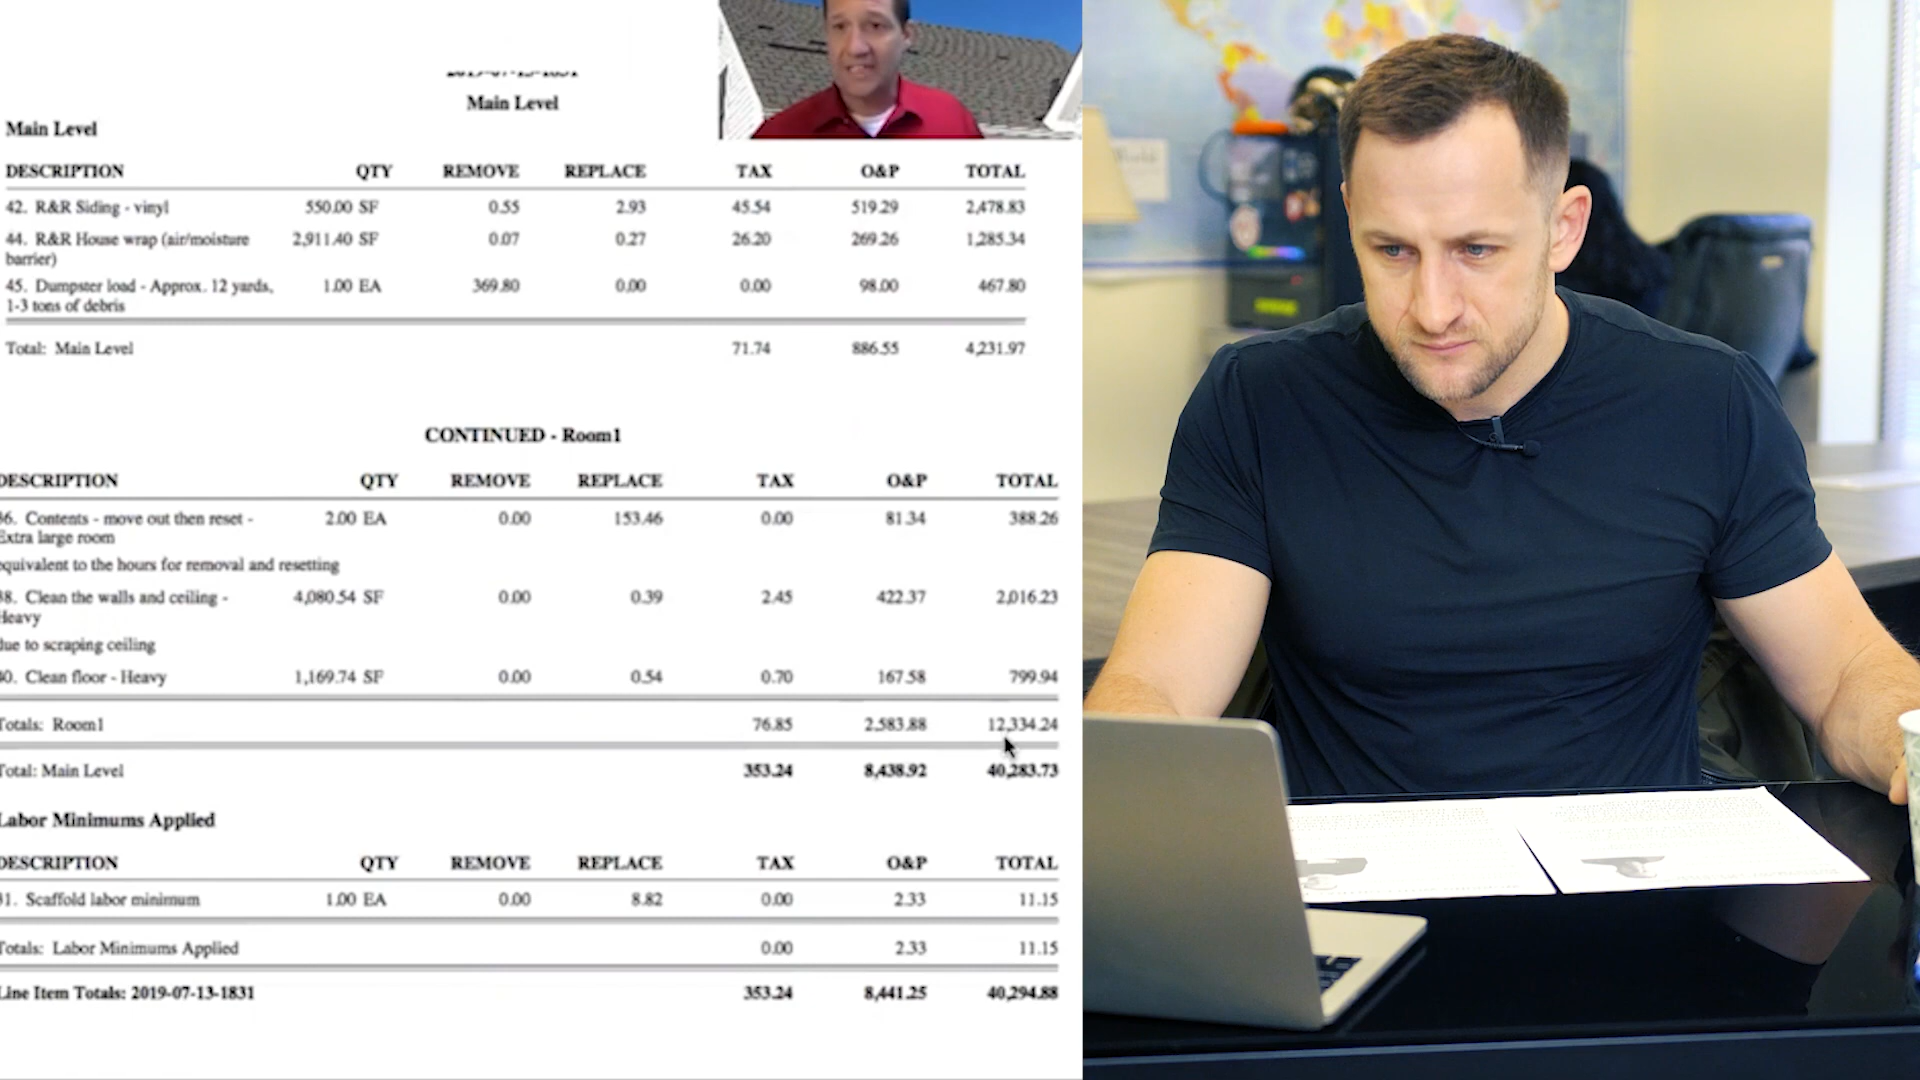 Main Level
Main Level
DESCRIPTION QTY REMOVE REPLACE TAX O&P TOTAL
42. R&R Siding - vinyl 550.00 SF 0.55 2.93 45.54 519.29 2,478.83
44. R&R House wrap (air/moisture 2,911.40 SF 0.07 0.27 26.20 269.26 1,285.34
barrier)
45. Dumpster load - Approx. 12 yards, 1.00 EA 369.80 0.00 0.00 98.00 467.80
1-3 tons of debris
Total: Main Level 71.74 886.55 4,231.97
CONTINUED - Room1
DESCRIPTION QTY REMOVE REPLACE TAX O&P TOTAL
36. Contents - move out then reset - 2.00 EA 0.00 153.46 0.00 81.34 388.26
Extra large room
equivalent to the hours for removal and resetting
38. Clean the walls and ceiling - 4,080.54 SF 0.00 0.39 2.45 422.37 2,016.23
Heavy
due to scraping ceiling
40. Clean floor - Heavy 1,169.74 SF 0.00 0.54 0.70 167.58 799.94
Totals: Room1 76.85 2,583.88 12,334.24
Total: Main Level 353.24 8,438.92 40,283.73
Labor Minimums Applied
DESCRIPTION QTY REMOVE REPLACE TAX O&P TOTAL
31. Scaffold labor minimum 1.00 EA 0.00 8.82 0.00 2.33 11.15
Totals: Labor Minimums Applied 0.00 2.33 11.15
Line Item Totals: 2019-07-13-1831 353.24 8,441.25 40,294.88